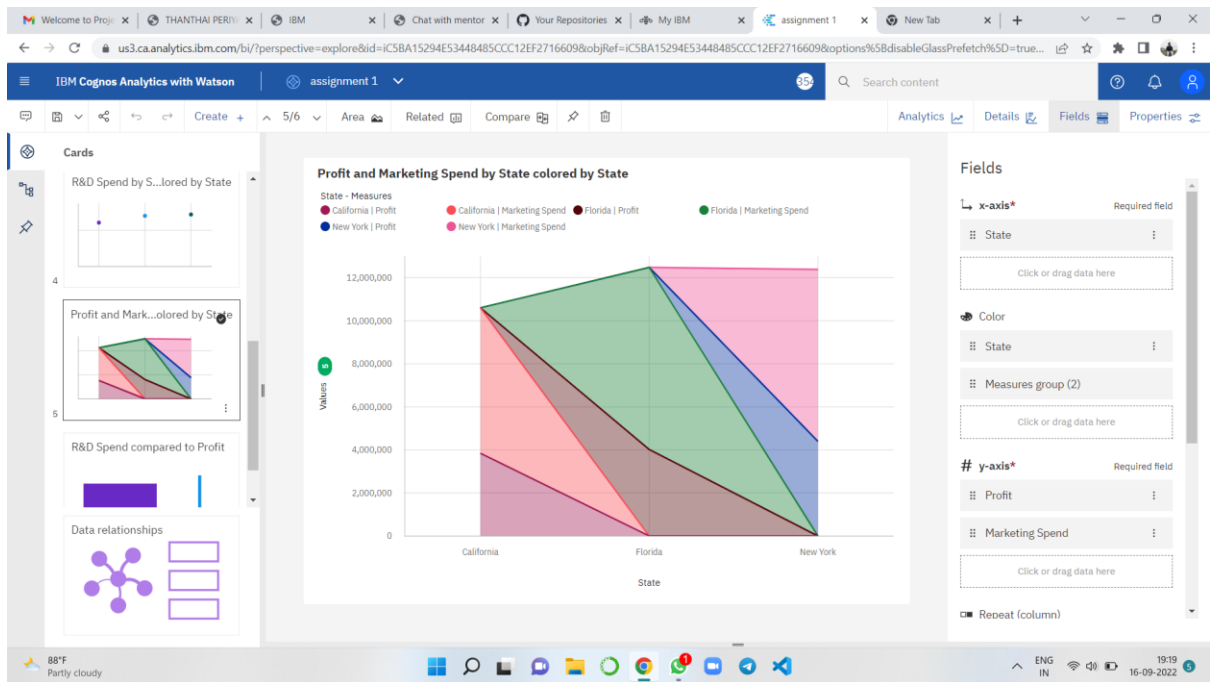 Welcome to Proje
THANTHAI PERIY
IBM
Chat with mentor
Your Repositories
My IBM
assignment 1
New Tab
us3.ca.analytics.ibm.com/bi/?perspective=explore&id=iC5BA15294E53448485CCC12EF2716609&objRef=iC5BA15294E53448485CCC12EF2716609&options%5BdisableGlassPrefetch%5D=true...
IBM Cognos Analytics with Watson
assignment 1
354
Search content
Create +
5/6
Area
Related
Compare
Analytics
Details
Fields
Properties
Cards
R&D Spend by S...lored by State
4
Profit and Mark...olored by State
5
R&D Spend compared to Profit
Data relationships
Profit and Marketing Spend by State colored by State
State - Measures
California | Profit
California | Marketing Spend
Florida | Profit
Florida | Marketing Spend
New York | Profit
New York | Marketing Spend
12,000,000
10,000,000
8,000,000
6,000,000
4,000,000
2,000,000
0
Values
5
California
Florida
New York
State
Fields
x-axis*
Required field
State
Click or drag data here
Color
State
Measures group (2)
Click or drag data here
# y-axis*
Required field
Profit
Marketing Spend
Click or drag data here
Repeat (column)
88°F
Partly cloudy
1
ENG
IN
19:19
16-09-2022
5